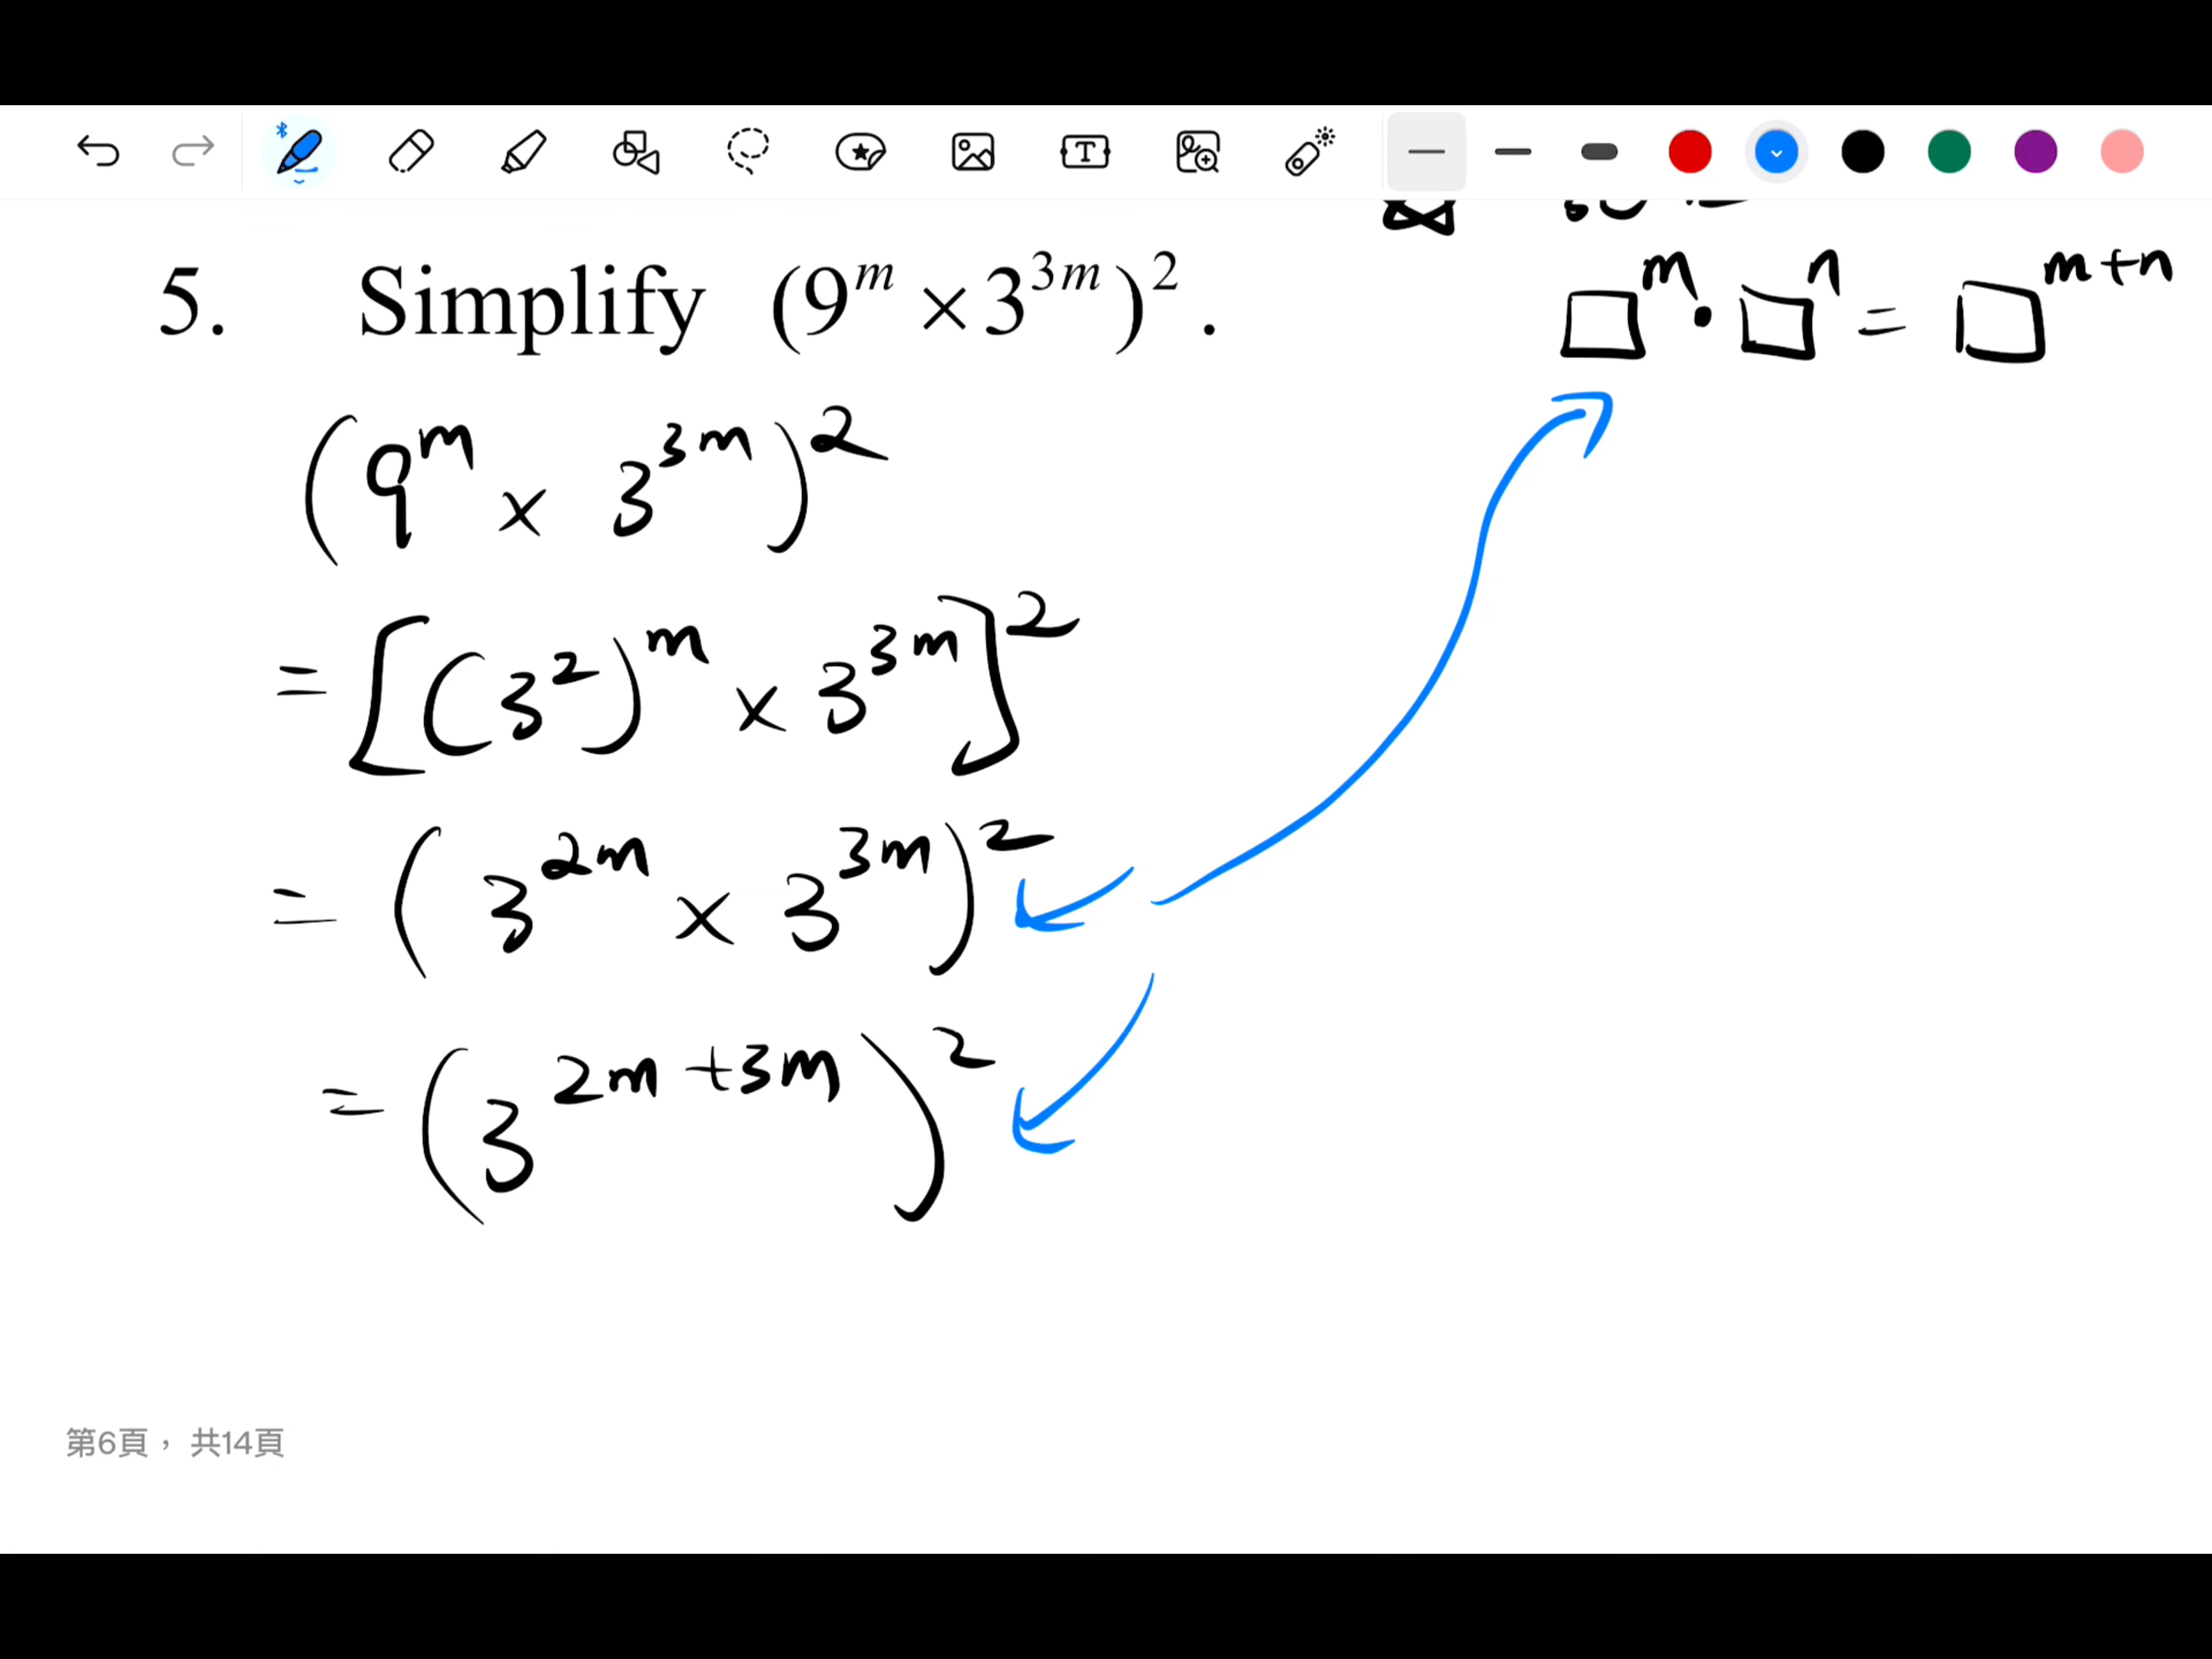 5. Simplify (9^m × 3^{3m})^2 .
□^m · □^n = □^{m+n}
(9^m × 3^{3m})^2
= [(3^2)^m × 3^{3m}]^2
= (3^{2m} × 3^{3m})^2
= (3^{2m+3m})^2
第6頁，共14頁